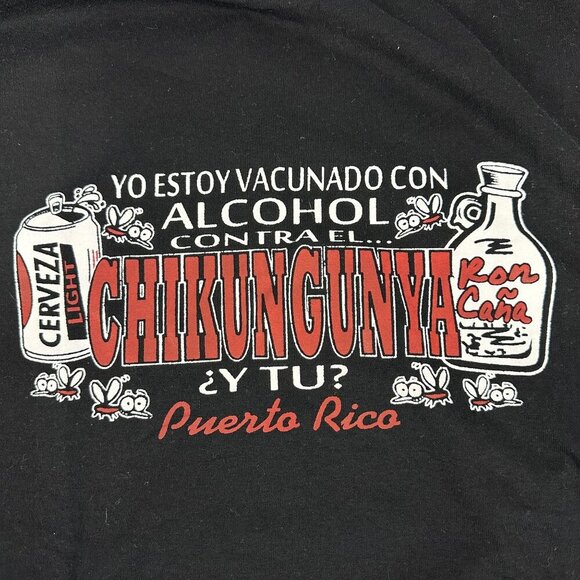 YO ESTOY VACUNADO CON
ALCOHOL
CONTRA EL...
CHIKUNGUNYA
¿Y TU?
Puerto Rico
CERVEZA
LIGHT
Ron
Caña